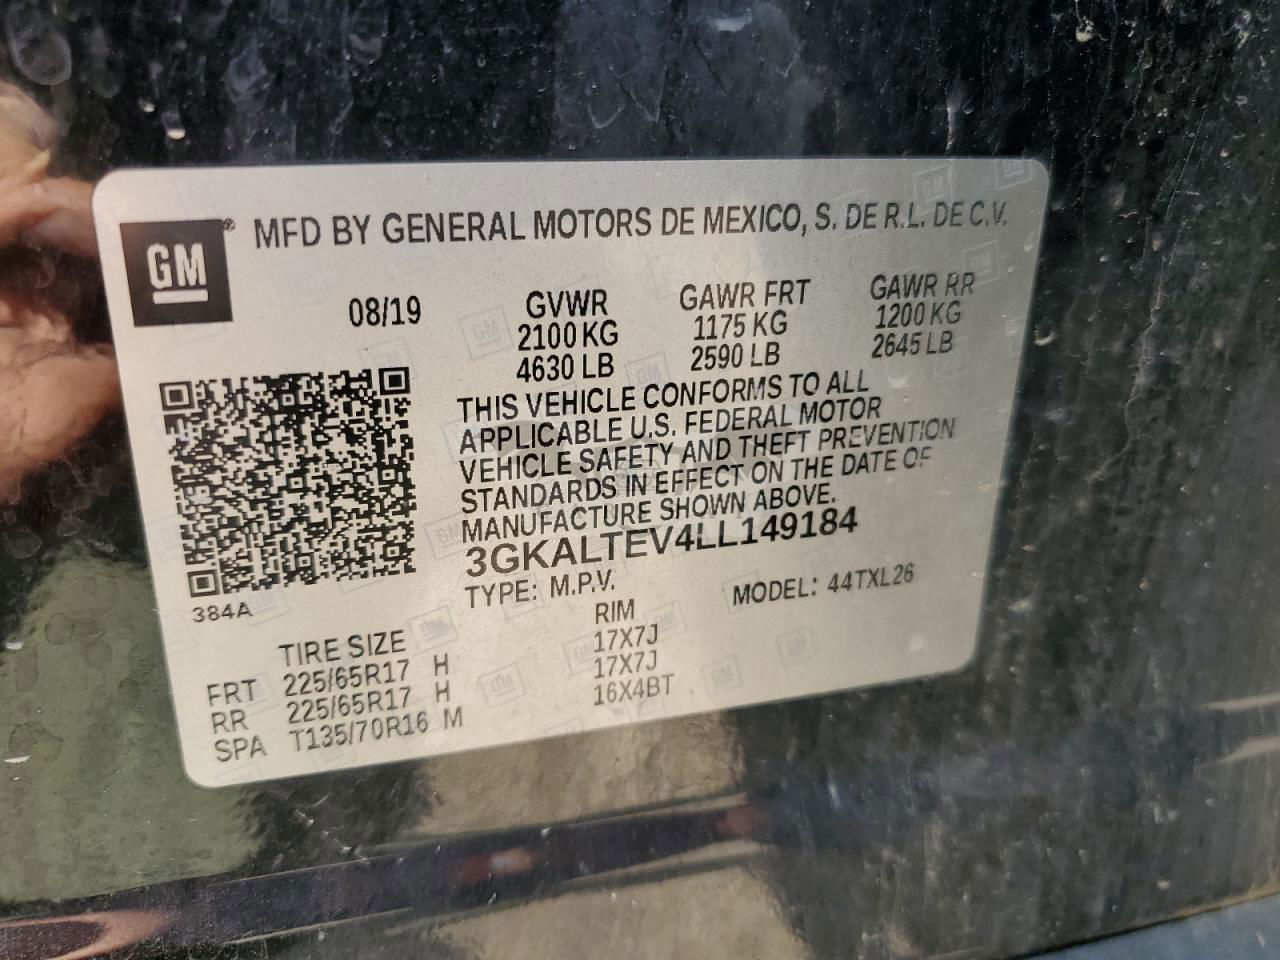 GM® MFD BY GENERAL MOTORS DE MEXICO, S. DE R.L. DE C.V.
08/19 GVWR GAWR FRT GAWR RR
2100 KG 1175 KG 1200 KG
4630 LB 2590 LB 2645 LB
THIS VEHICLE CONFORMS TO ALL
APPLICABLE U.S. FEDERAL MOTOR
VEHICLE SAFETY AND THEFT PREVENTION
STANDARDS IN EFFECT ON THE DATE OF
MANUFACTURE SHOWN ABOVE.
3GKALTEV4LL149184
TYPE: M.P.V. MODEL: 44TXL26
384A
TIRE SIZE RIM
FRT 225/65R17 H 17X7J
RR 225/65R17 H 17X7J
SPA T135/70R16 M 16X4BT